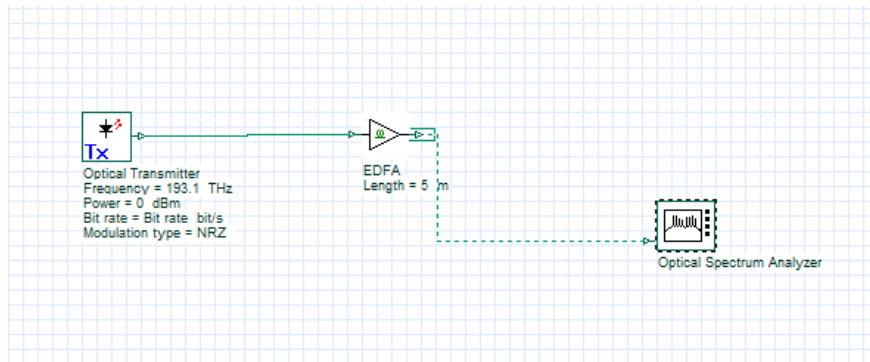 Tx
Optical Transmitter
Frequency = 193.1 THz
Power = 0 dBm
Bit rate = Bit rate bit/s
Modulation type = NRZ
EDFA
Length = 5 m
Optical Spectrum Analyzer